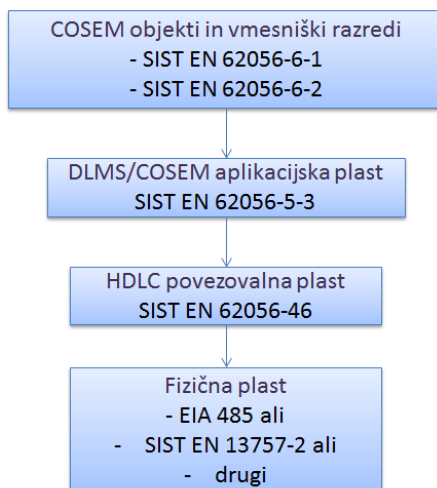 COSEM objekti in vmesniški razredi
- SIST EN 62056-6-1
- SIST EN 62056-6-2
DLMS/COSEM aplikacijska plast
SIST EN 62056-5-3
HDLC povezovalna plast
SIST EN 62056-46
Fizična plast
- EIA 485 ali
- SIST EN 13757-2 ali
- drugi